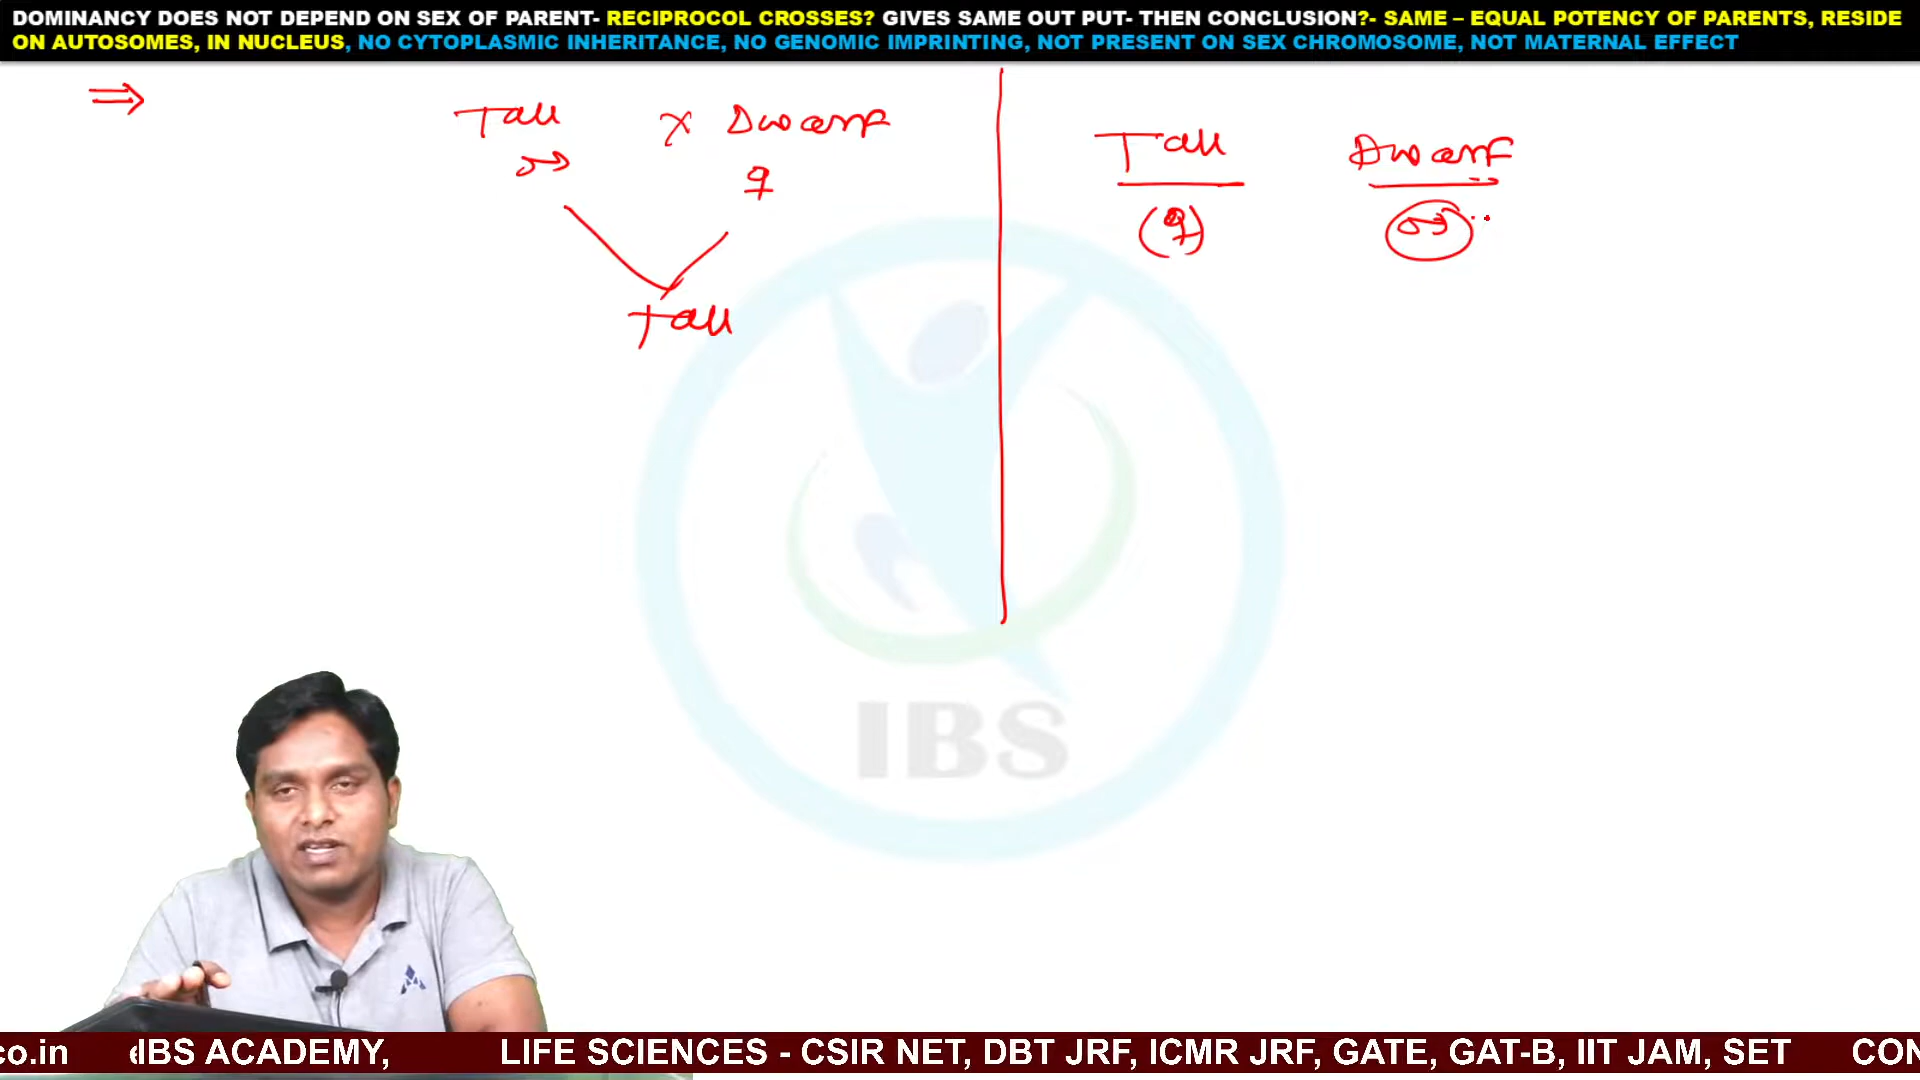 DOMINANCY DOES NOT DEPEND ON SEX OF PARENT- RECIPROCOL CROSSES? GIVES SAME OUT PUT- THEN CONCLUSION?- SAME – EQUAL POTENCY OF PARENTS, RESIDE
ON AUTOSOMES, IN NUCLEUS, NO CYTOPLASMIC INHERITANCE, NO GENOMIC IMPRINTING, NOT PRESENT ON SEX CHROMOSOME, NOT MATERNAL EFFECT
⇒
Tall ♂ x Dwarf ♀
Tall
Tall Dwarf
(♀) ♂
IBS
co.in IBS ACADEMY, LIFE SCIENCES - CSIR NET, DBT JRF, ICMR JRF, GATE, GAT-B, IIT JAM, SET CON